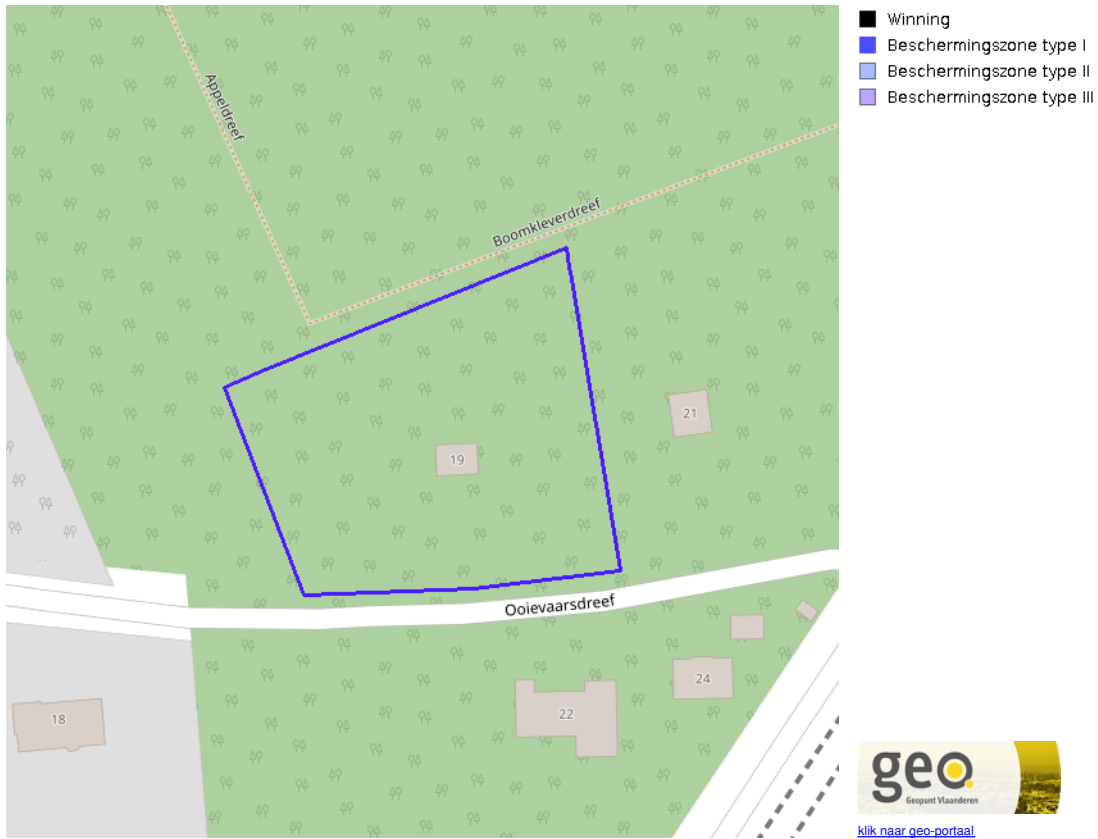 Appeldreef
Boomkleverdreef
21
19
Ooievaarsdreef
24
22
18
Winning
Beschermingszone type I
Beschermingszone type II
Beschermingszone type III
geo
Geopunt Vlaanderen
klik naar geo-portaal